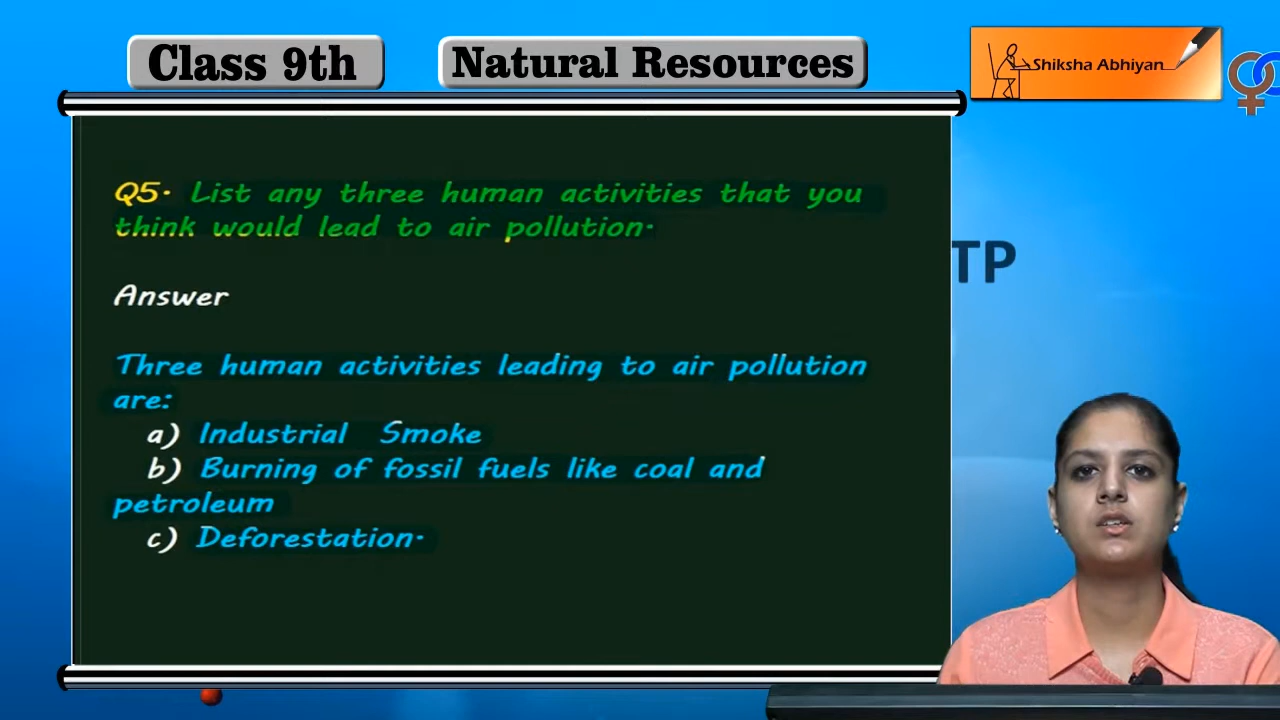 Class 9th
Natural Resources
Shiksha Abhiyan
TP
Q5. List any three human activities that you
think would lead to air pollution.
Answer
Three human activities leading to air pollution
are:
a) Industrial Smoke
b) Burning of fossil fuels like coal and
petroleum
c) Deforestation.